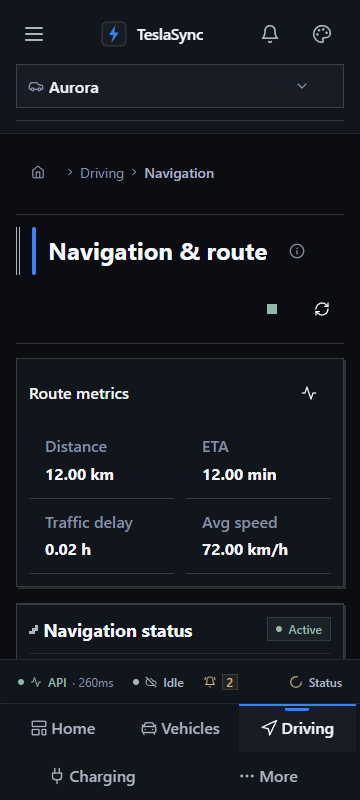 TeslaSync
Aurora
Driving
Navigation
Navigation & route
Route metrics
Distance
ETA
12.00 km
12.00 min
Traffic delay
Avg speed
0.02 h
72.00 km/h
Navigation status
Active
API · 260ms
Idle
2
Status
Home
Vehicles
Driving
Charging
More